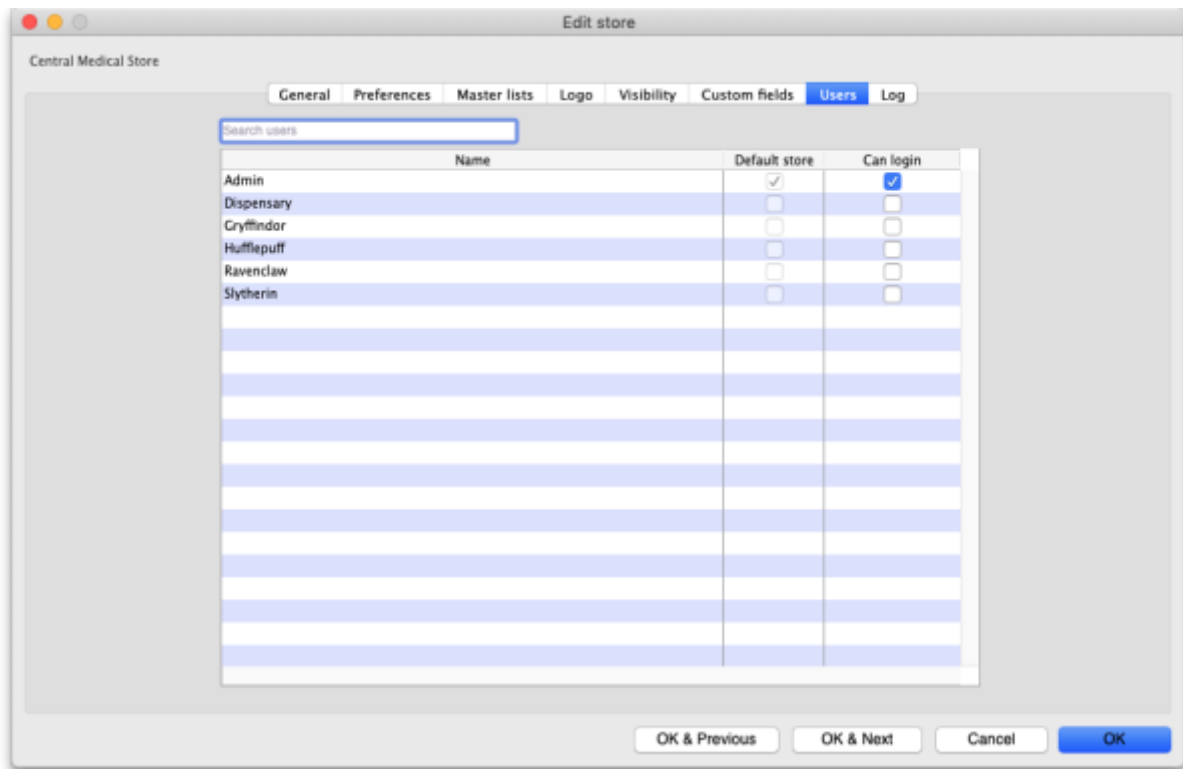 Edit store
Central Medical Store
General Preferences Master lists Logo Visibility Custom fields Users Log
Search users
Name Default store Can login
Admin
Dispensary
Gryffindor
Hufflepuff
Ravenclaw
Slytherin
OK & Previous OK & Next Cancel OK